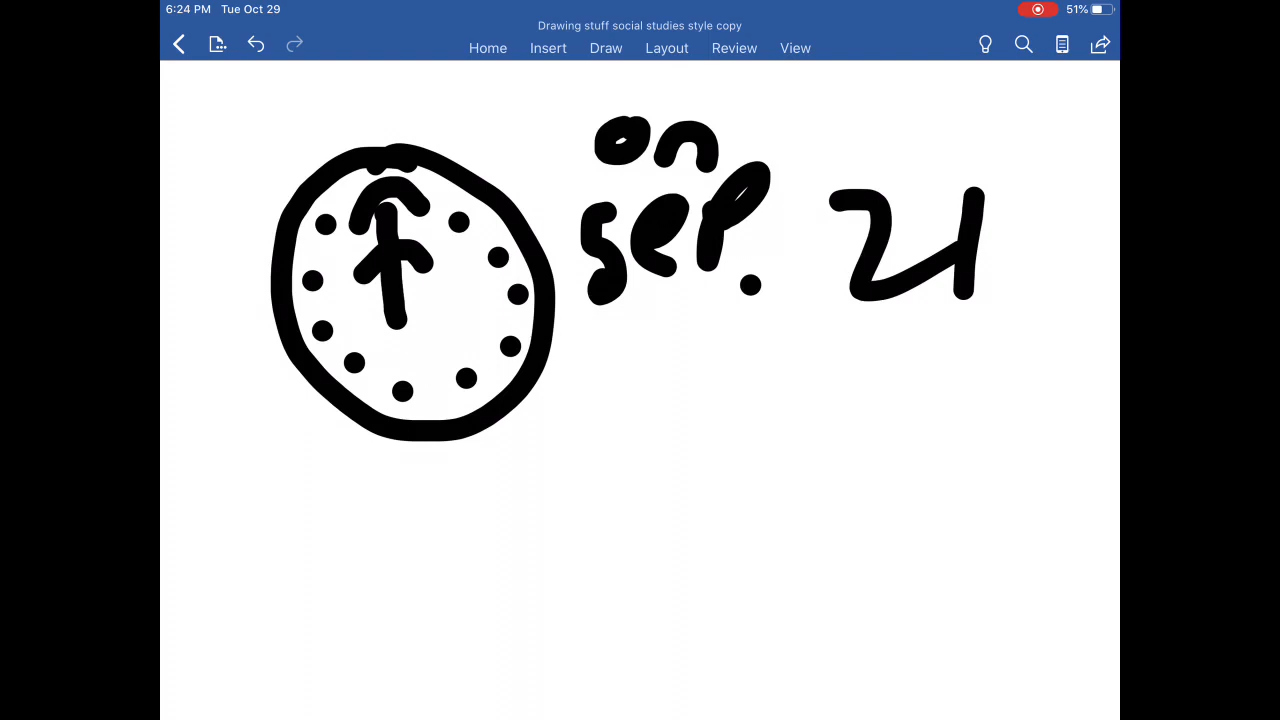 6:24 PM Tue Oct 29 51%
Drawing stuff social studies style copy
Home Insert Draw Layout Review View
on
sep. 21